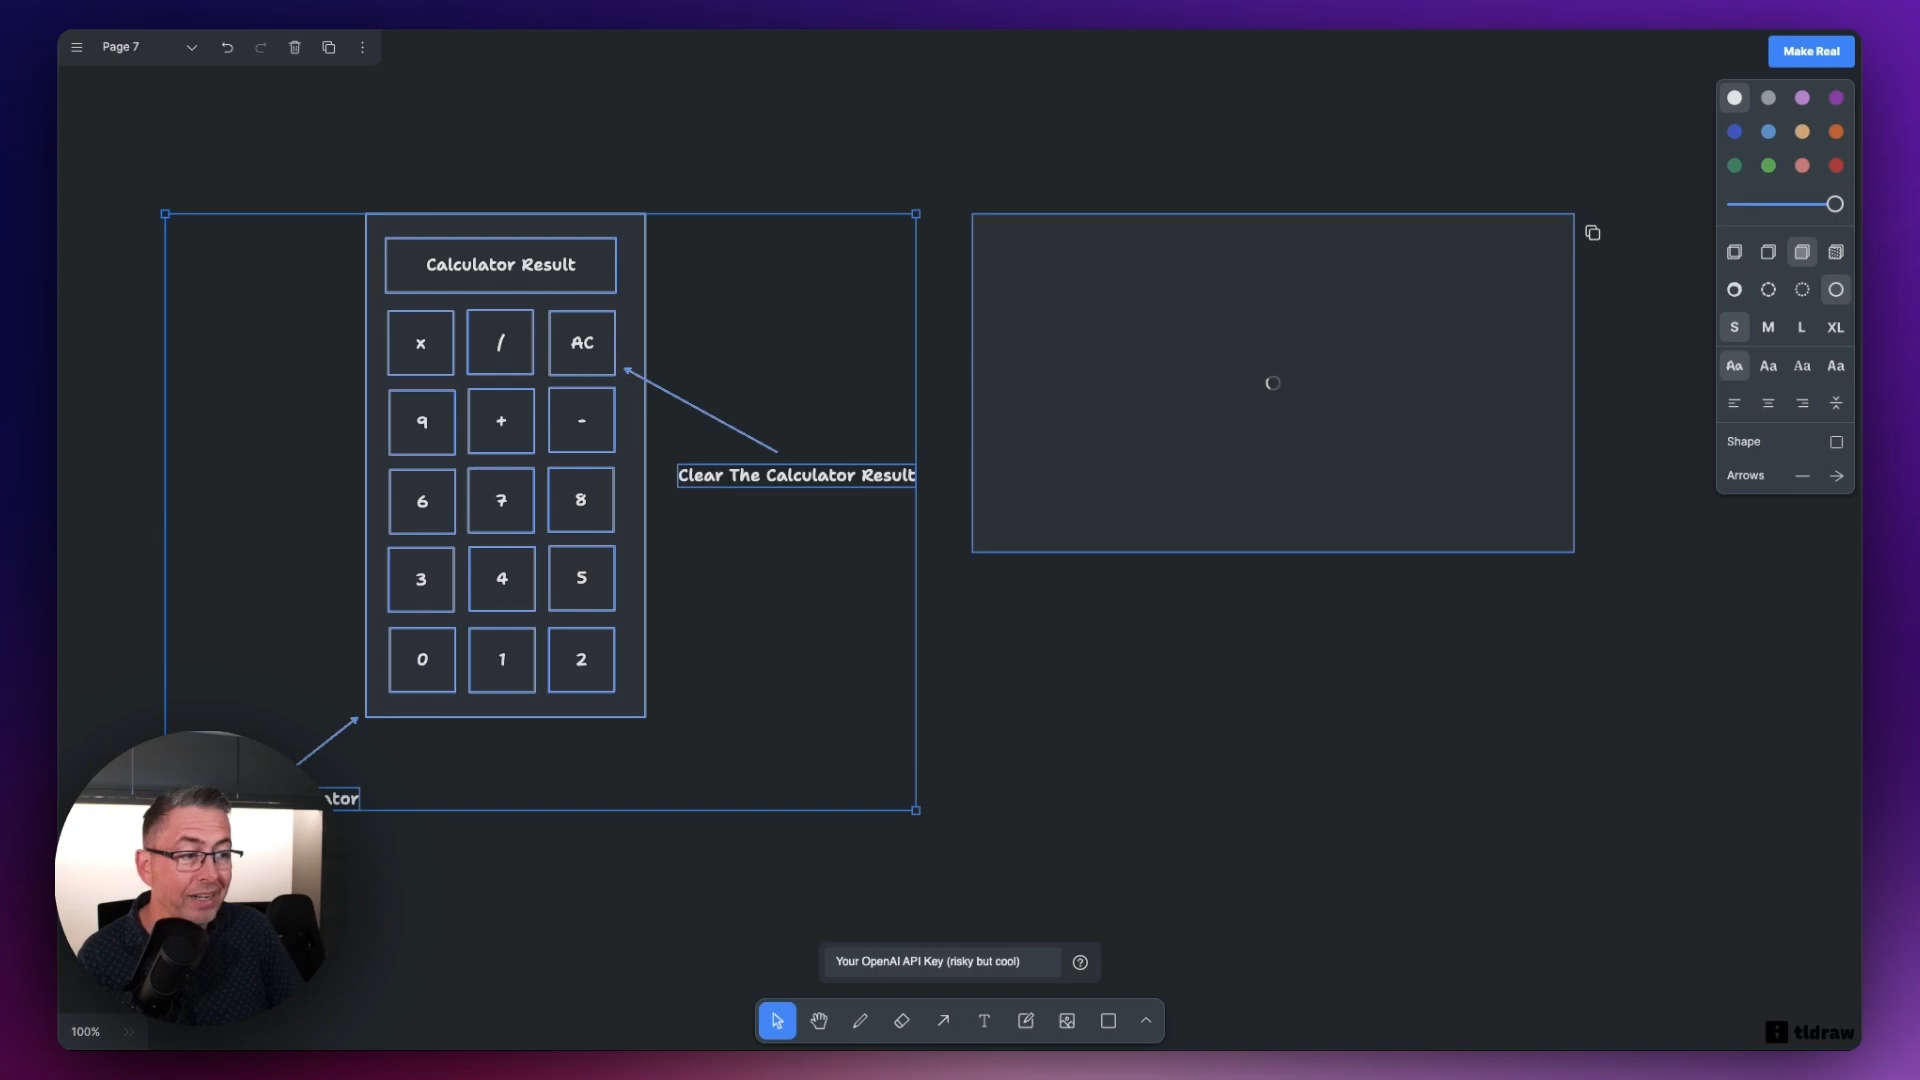 Page 7
Make Real
Calculator Result
x / AC
9 + -
6 7 8
3 4 5
0 1 2
Clear The Calculator Result
ator
S M L XL
Aa Aa Aa Aa
Shape
Arrows
Your OpenAI API Key (risky but cool)
100%
tldraw